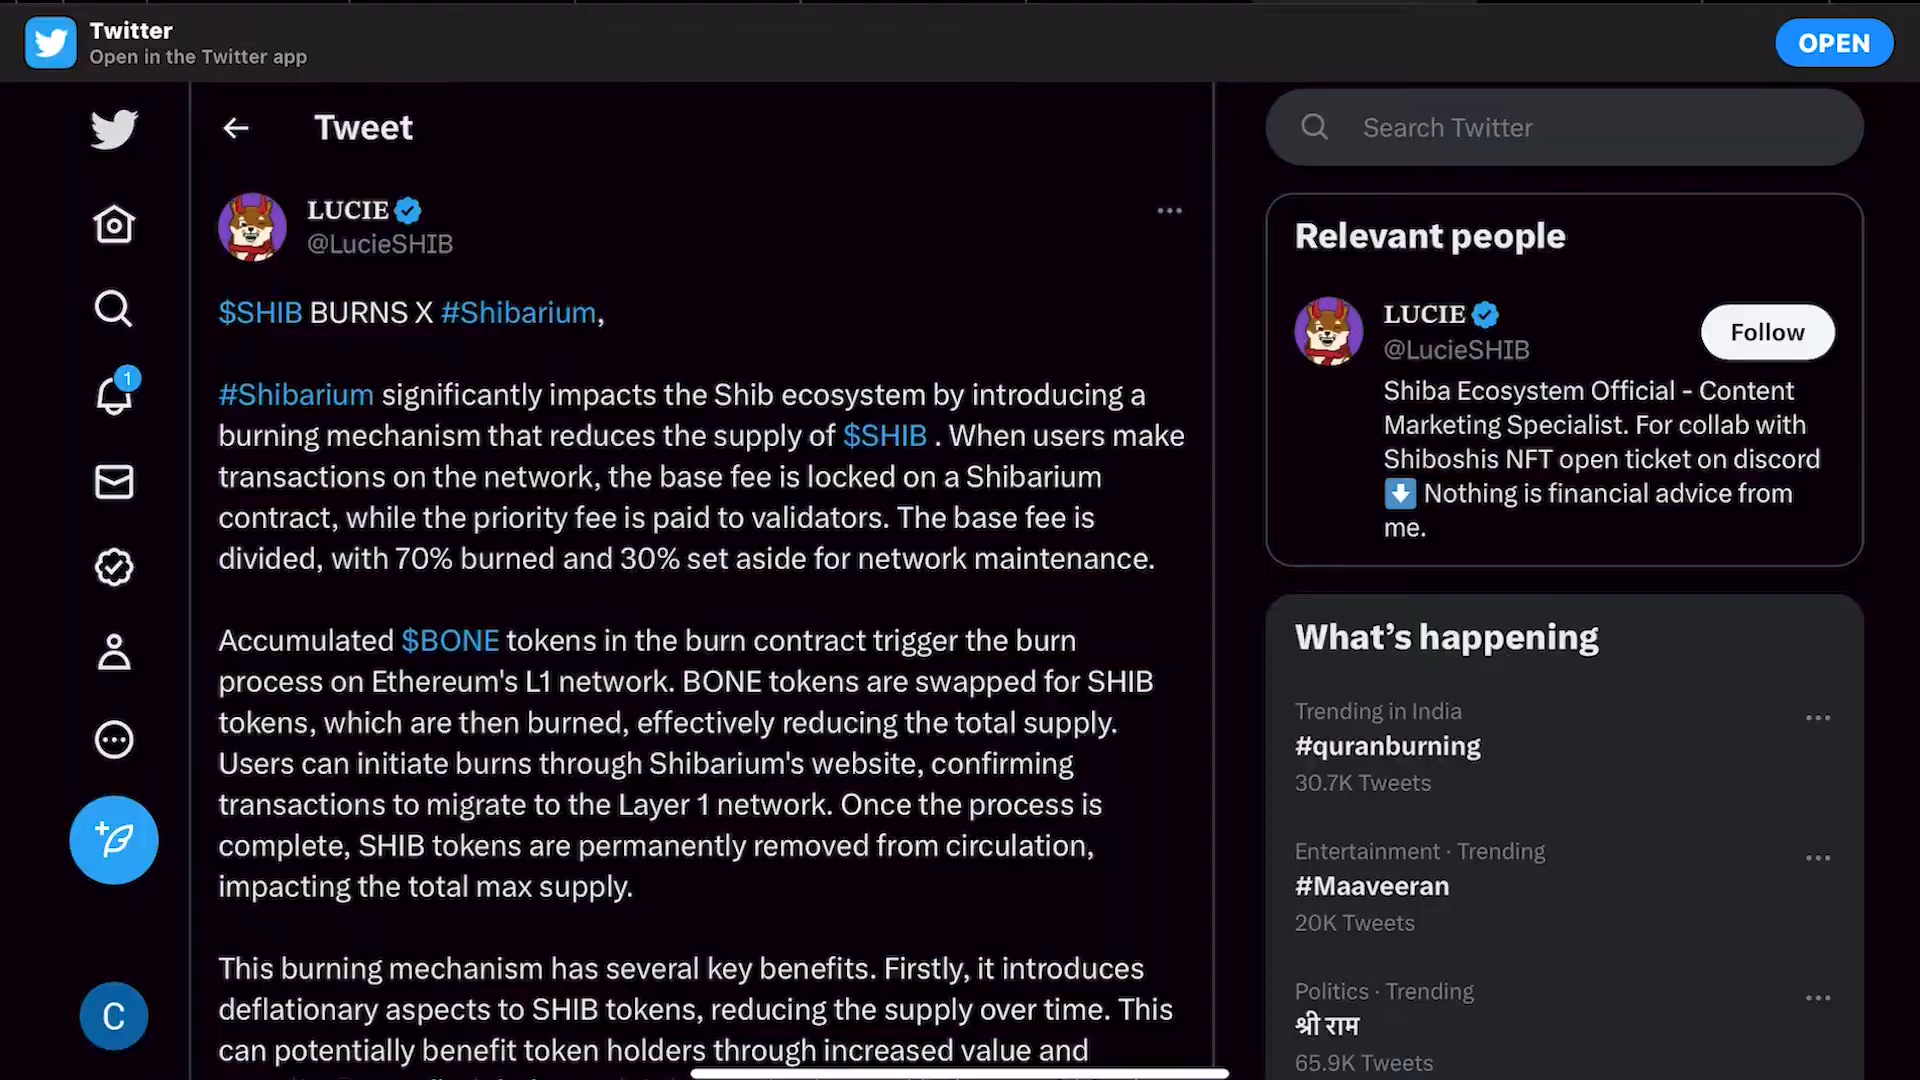 Twitter
Open in the Twitter app
OPEN
Tweet
Search Twitter
LUCIE
@LucieSHIB
$SHIB BURNS X #Shibarium,
#Shibarium significantly impacts the Shib ecosystem by introducing a
burning mechanism that reduces the supply of $SHIB . When users make
transactions on the network, the base fee is locked on a Shibarium
contract, while the priority fee is paid to validators. The base fee is
divided, with 70% burned and 30% set aside for network maintenance.
Accumulated $BONE tokens in the burn contract trigger the burn
process on Ethereum's L1 network. BONE tokens are swapped for SHIB
tokens, which are then burned, effectively reducing the total supply.
Users can initiate burns through Shibarium's website, confirming
transactions to migrate to the Layer 1 network. Once the process is
complete, SHIB tokens are permanently removed from circulation,
impacting the total max supply.
This burning mechanism has several key benefits. Firstly, it introduces
deflationary aspects to SHIB tokens, reducing the supply over time. This
can potentially benefit token holders through increased value and
1
C
Relevant people
LUCIE
@LucieSHIB
Follow
Shiba Ecosystem Official - Content
Marketing Specialist. For collab with
Shiboshis NFT open ticket on discord
⬇️ Nothing is financial advice from
me.
What's happening
Trending in India
#quranburning
30.7K Tweets
Entertainment · Trending
#Maaveeran
20K Tweets
Politics · Trending
श्री राम
65.9K Tweets